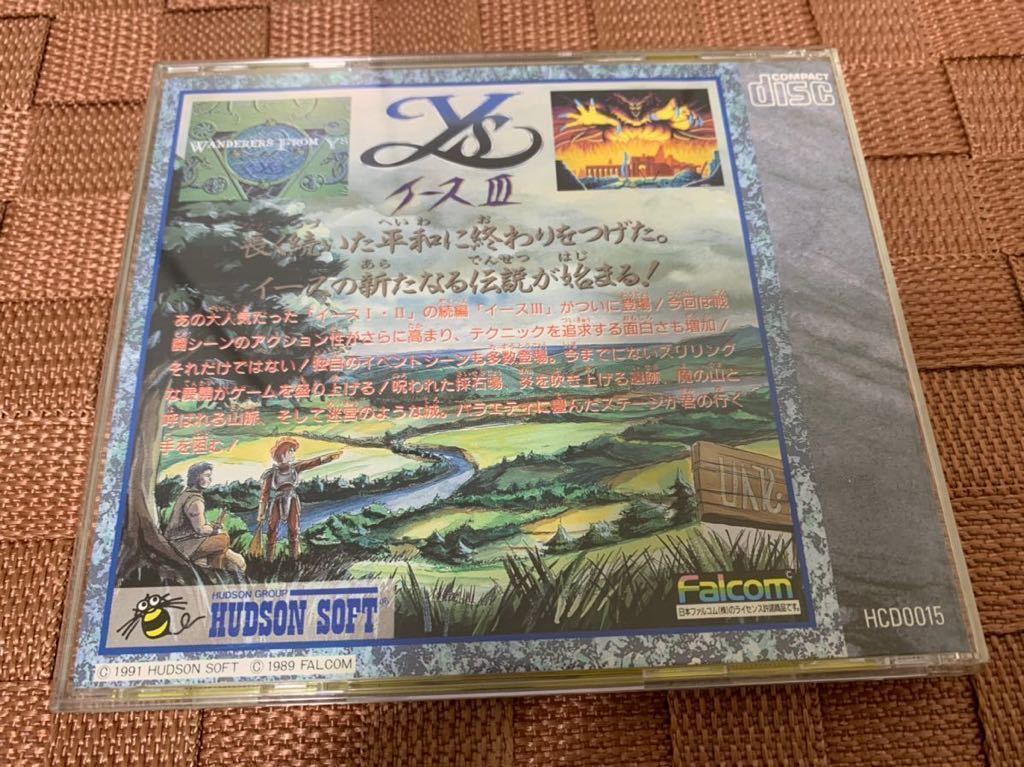 COMPACT
disc
WANDERERS FROM YS
Ys
イースⅢ
長く続いた平和に終わりをつげた。
イースの新たなる伝説が始まる!
あの大人気だった「イースⅠ・Ⅱ」の続編「イースⅢ」がついに登場!今回は戦
闘シーンのアクション性がさらに高まり、テクニックを追求する面白さも増加!
それだけではない!独自のイベントシーンも多数登場。今までにないスリリング
な展開がゲームを盛り上げる!呪われた採石場、炎を吹き上げる遺跡、魔の山と
呼ばれる山脈、そして迷宮のような城。バラエティに富んだステージが君の行く
手を阻む!
HUDSON GROUP
HUDSON SOFT
Falcom
日本ファルコム(株)のライセンス許諾商品です。
HCD0015
© 1991 HUDSON SOFT © 1989 FALCOM